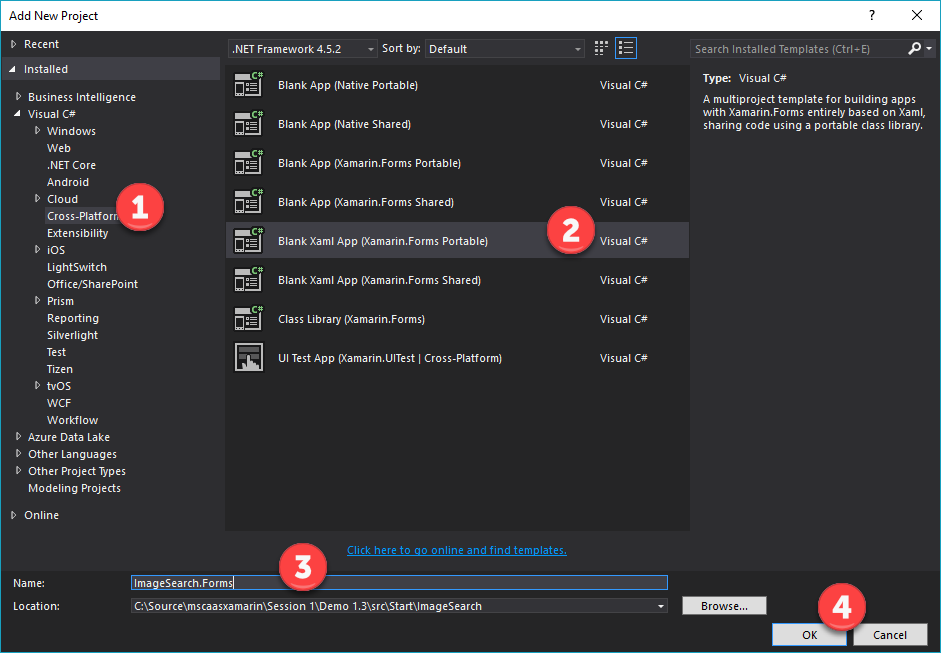 Add New Project
?
Recent
.NET Framework 4.5.2
Sort by:
Default
Search Installed Templates (Ctrl+E)
Installed
Business Intelligence
Visual C#
Windows
Web
.NET Core
Android
Cloud
Cross-Platform
Extensibility
iOS
LightSwitch
Office/SharePoint
Prism
Reporting
Silverlight
Test
Tizen
tvOS
WCF
Workflow
Azure Data Lake
Other Languages
Other Project Types
Modeling Projects
Online
1
C# Blank App (Native Portable) Visual C#
C# Blank App (Native Shared) Visual C#
C# Blank App (Xamarin.Forms Portable) Visual C#
C# Blank App (Xamarin.Forms Shared) Visual C#
C# Blank Xaml App (Xamarin.Forms Portable) 2 Visual C#
C# Blank Xaml App (Xamarin.Forms Shared) Visual C#
C# Class Library (Xamarin.Forms) Visual C#
UI Test App (Xamarin.UITest | Cross-Platform) Visual C#
Type: Visual C#
A multiproject template for building apps
with Xamarin.Forms entirely based on Xaml,
sharing code using a portable class library.
Click here to go online and find templates.
3
Name: ImageSearch.Forms
Location: C:\Source\mscaasxamarin\Session 1\Demo 1.3\src\Start\ImageSearch
Browse...
4
OK
Cancel